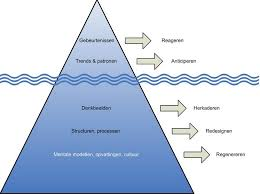 Gebeurtenissen Reageren
Trends & patronen Anticiperen
Denkbeelden Herkaderen
Structuren, processen Redesignen
Mentale modellen, opvattingen, cultuur Regenereren